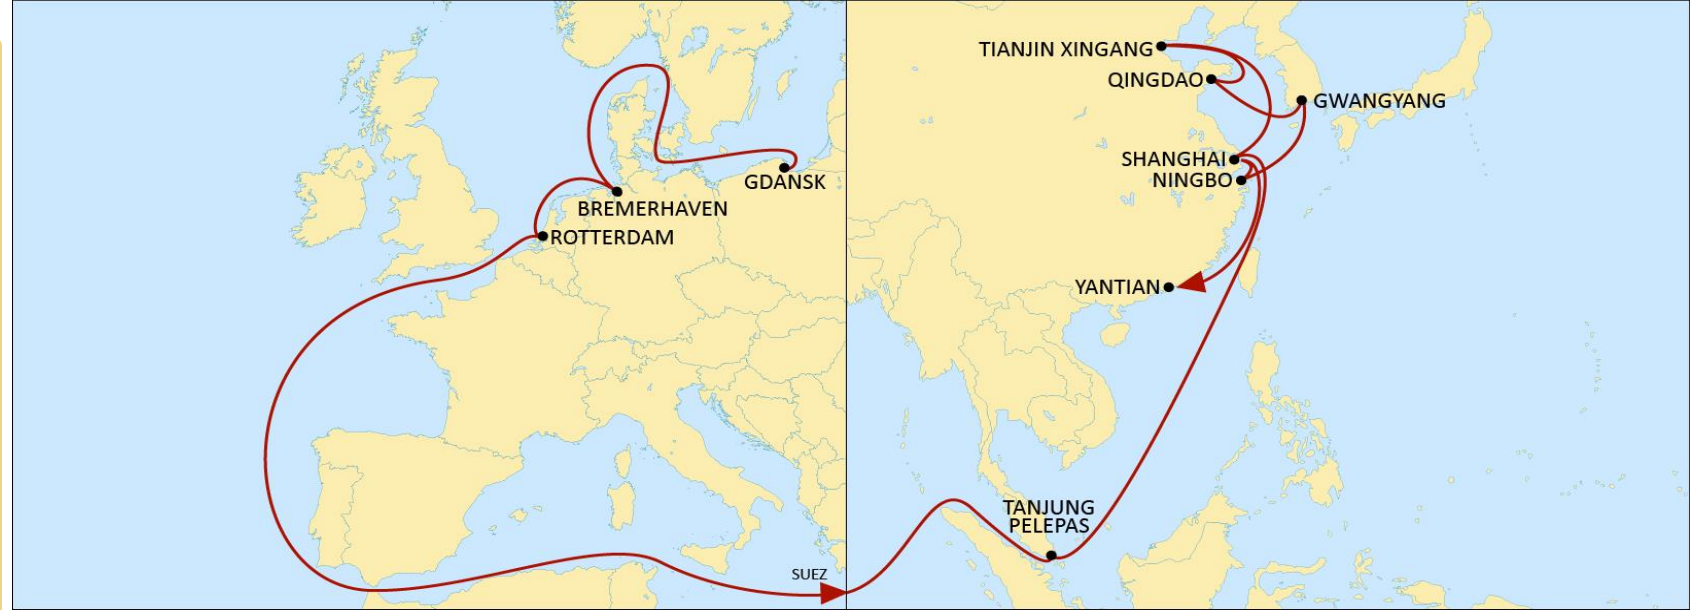 TIANJIN XINGANG
QINGDAO
GWANGYANG
SHANGHAI
NINGBO
GDANSK
BREMERHAVEN
ROTTERDAM
YANTIAN
TANJUNG
PELEPAS
SUEZ